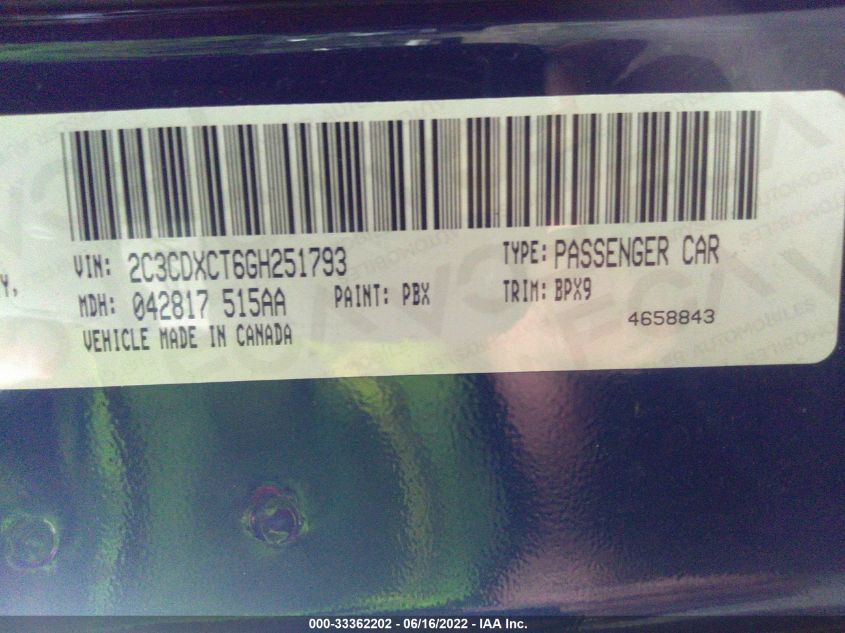 VIN: 2C3CDXCT6GH251793 TYPE: PASSENGER CAR
Y,
MDH: 042817 515AA PAINT: PBX TRIM: BPX9
VEHICLE MADE IN CANADA 4658843
000-33362202 - 06/16/2022 - IAA Inc.